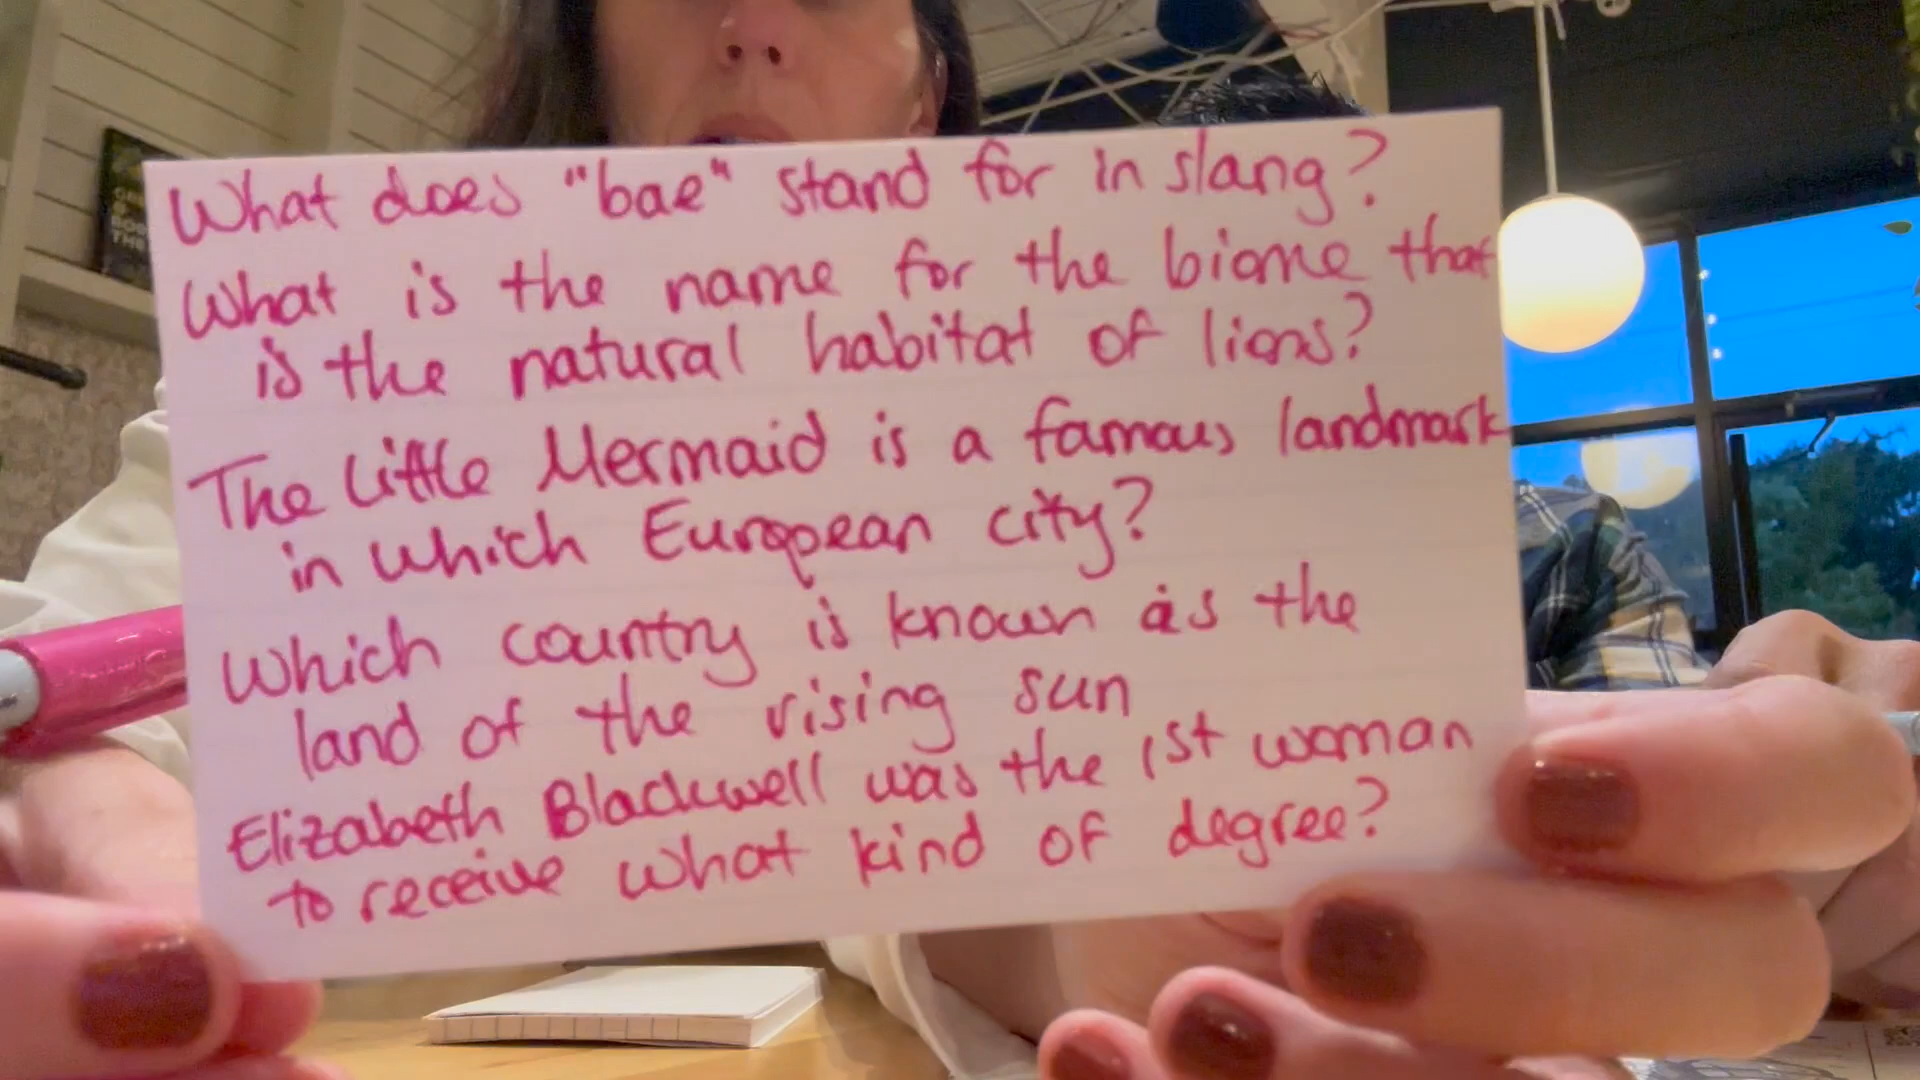 What does "bae" stand for in slang?
What is the name for the biome that
is the natural habitat of lions?
The Little Mermaid is a famous landmark
in which European city?
Which country is known as the
land of the rising sun
Elizabeth Blackwell was the 1st woman
to receive what kind of degree?